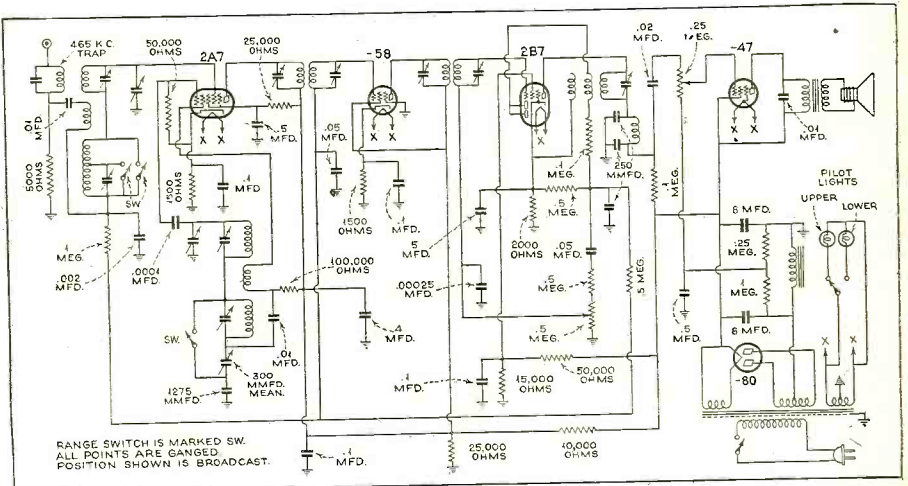 465 K.C.
TRAP
50,000
OHMS
2A7
25,000
OHMS
-58
2B7
.02
MFD.
.25
MEG.
-47
.01
MFD.
5000
OHMS
SW
.1
MEG.
.002
MFD.
.0001
MFD.
1500
OHMS
.1
MFD
.5
MFD.
.05
MFD.
1500
OHMS
.1
MFD.
100,000
OHMS
SW.
1275
MMFD.
300
MMFD.
MEAN.
.01
MFD.
.4
MFD.
.5
MFD.
.00025
MFD.
.1
MEG.
.5
MEG.
2000
OHMS
.05
MFD.
.5
MEG.
.5
MEG.
250
MMFD.
.5 MEG.
.1
MEG.
.5
MFD.
.1
MFD.
15,000
OHMS
50,000
OHMS
25,000
OHMS
10,000
OHMS
.1
MFD.
8 MFD.
.25
MEG.
.1
MEG.
8 MFD.
-80
.01
MFD.
PILOT
LIGHTS
UPPER
LOWER
X X
X X
X X
X X
X X
RANGE SWITCH IS MARKED SW.
ALL POINTS ARE GANGED
POSITION SHOWN IS BROADCAST.